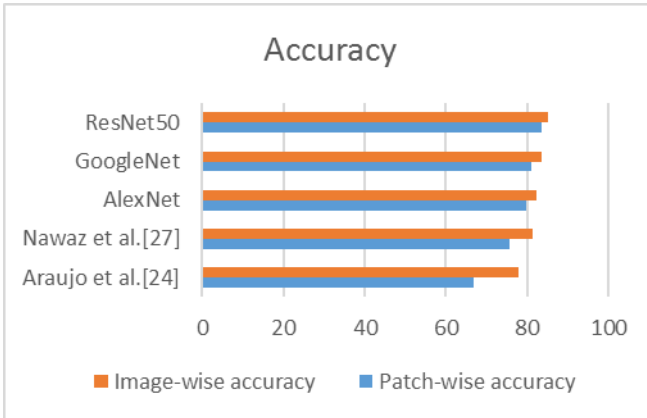 Accuracy
ResNet50
GoogleNet
AlexNet
Nawaz et al.[27]
Araujo et al.[24]
0 20 40 60 80 100
Image-wise accuracy Patch-wise accuracy